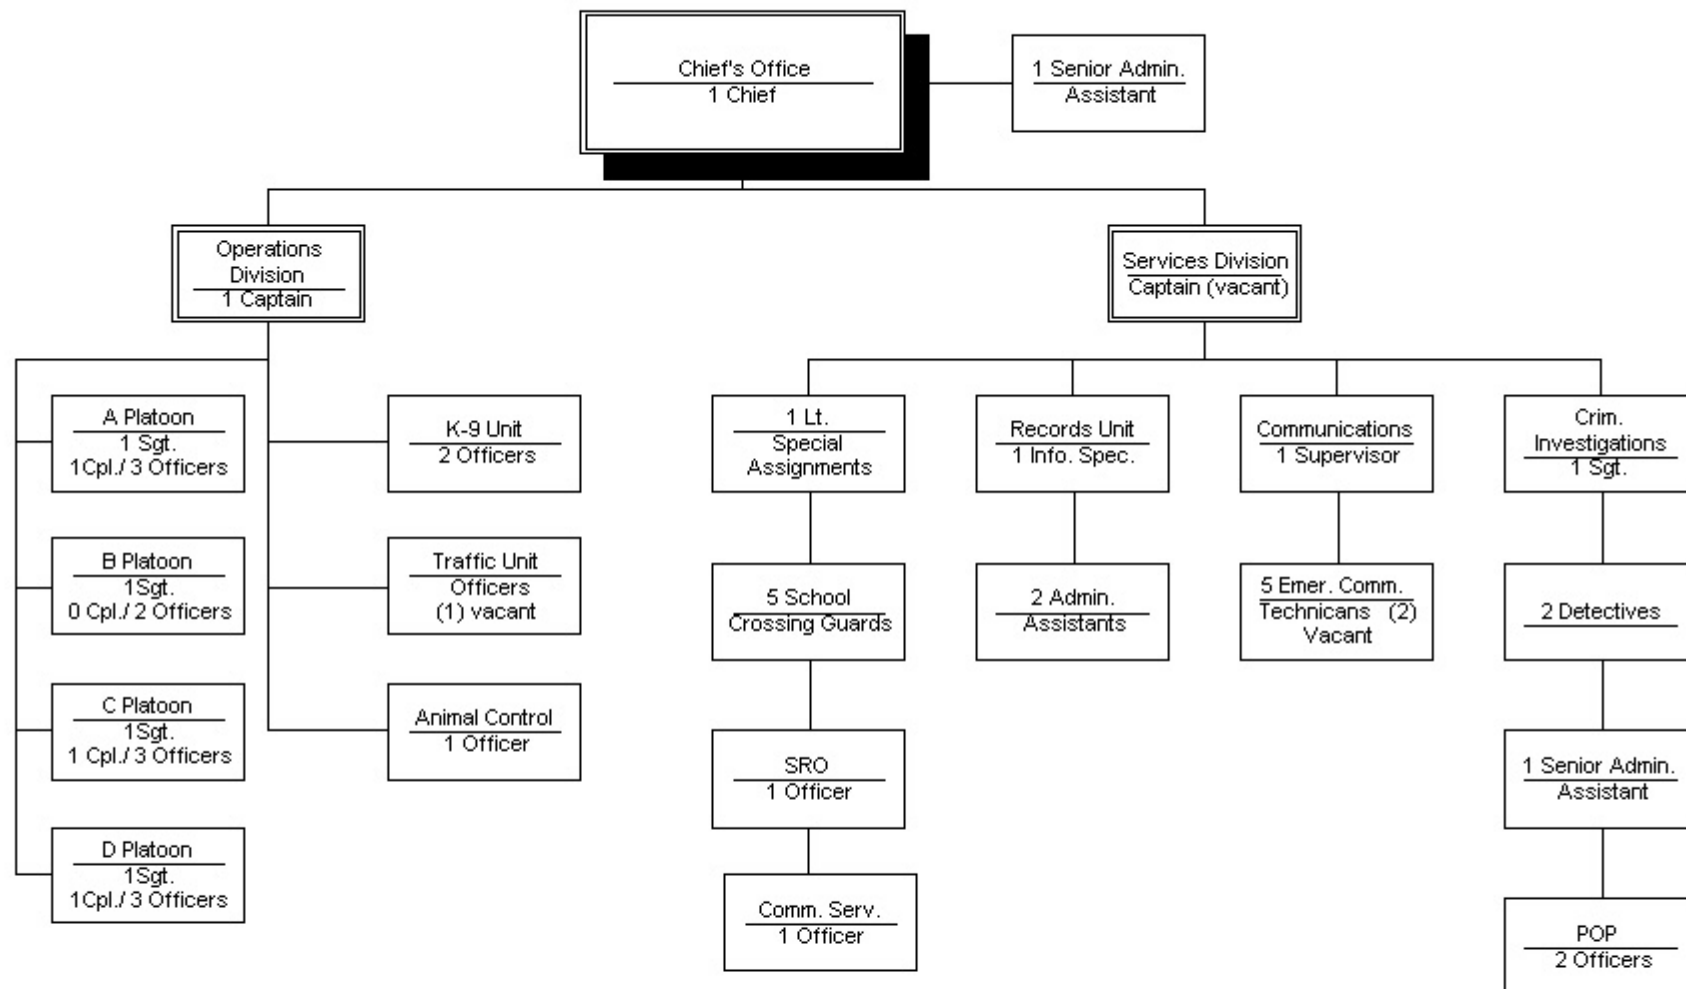 Chief's Office
1 Chief
1 Senior Admin.
Assistant
Operations
Division
1 Captain
Services Division
Captain (vacant)
A Platoon
1 Sgt.
1Cpl./ 3 Officers
K-9 Unit
2 Officers
1 Lt.
Special
Assignments
Records Unit
1 Info. Spec.
Communications
1 Supervisor
Crim.
Investigations
1 Sgt.
B Platoon
1Sgt.
0 Cpl./ 2 Officers
Traffic Unit
Officers
(1) vacant
5 School
Crossing Guards
2 Admin.
Assistants
5 Emer. Comm.
Technicans (2)
Vacant
2 Detectives
C Platoon
1Sgt.
1 Cpl./ 3 Officers
Animal Control
1 Officer
SRO
1 Officer
1 Senior Admin.
Assistant
D Platoon
1Sgt.
1Cpl./ 3 Officers
Comm. Serv.
1 Officer
POP
2 Officers